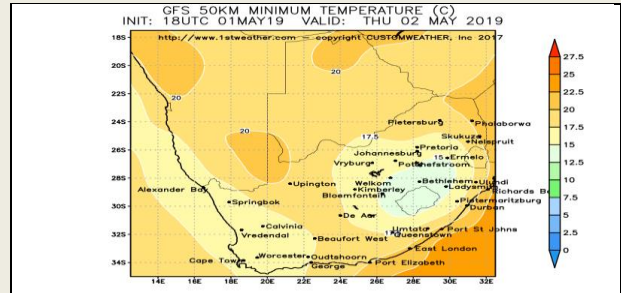 GFS 50KM MINIMUM TEMPERATURE (C)
INIT: 18UTC 01MAY19 VALID: THU 02 MAY 2019
http://www.1stweather.com - copyright CUSTOMWEATHER, Inc 2017
18S
20S
22S
24S
26S
28S
30S
32S
34S
20
20
20
17.5
15
Pietersburg
Phalaborwa
Skukuza
Nelspruit
Pretoria
Johannesburg
Ermelo
Vryburg
Potchefstroom
Bethlehem
Ulundi
Welkom
Ladysmith
Kimberley
Richards
Bloemfontein
Pietermaritzburg
Durban
Alexander Bay
Upington
Springbok
De Aar
Calvinia
Umtata
Port St Johns
Vredendal
Queenstown
Beaufort West
East London
Worcester
Oudtshoorn
Cape Town
George
Port Elizabeth
14E
16E
18E
20E
22E
24E
26E
28E
30E
32E
27.5
25
22.5
20
17.5
15
12.5
10
7.5
5
2.5
0